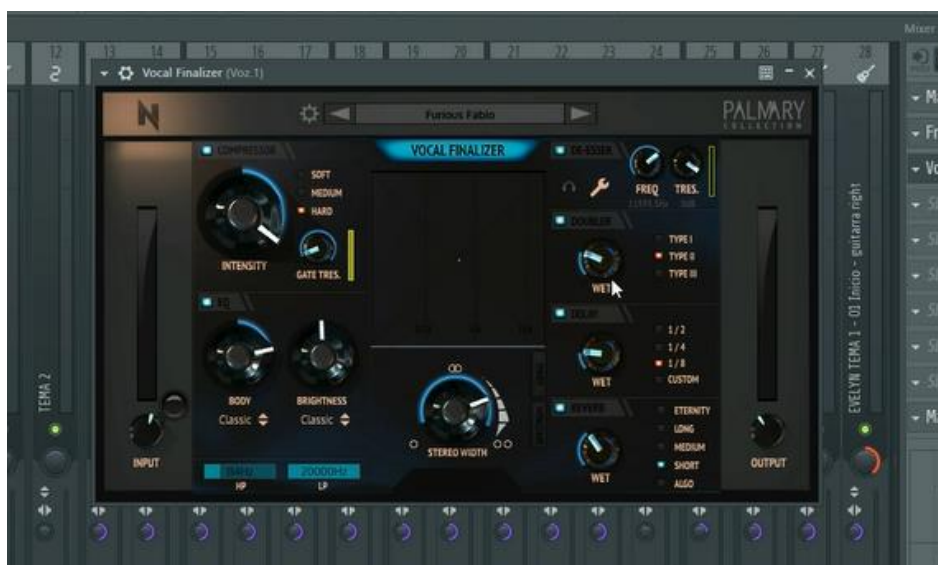 Mixer
12 13 14 15 16 17 18 19 20 21 22 23 24 25 26 27 28
Vocal Finalizer (Voz 1)
N
Furious Fabio
PALMARY
COLLECTION
COMPRESSOR
VOCAL FINALIZER
DE-ESSER
SOFT
MEDIUM
HARD
INTENSITY
GATE TRES.
FREQ
TRES.
DOUBLER
TYPE I
TYPE II
TYPE III
WET
EQ
BODY
BRIGHTNESS
Classic
Classic
HP
20000Hz
LP
STEREO WIDTH
DELAY
1/2
1/4
1/8
CUSTOM
WET
REVERB
ETERNITY
LONG
MEDIUM
SHORT
ALGO
WET
INPUT
OUTPUT
TEMA 2
EVELYN TEMA 1 - 01 Inicio - guitarra right